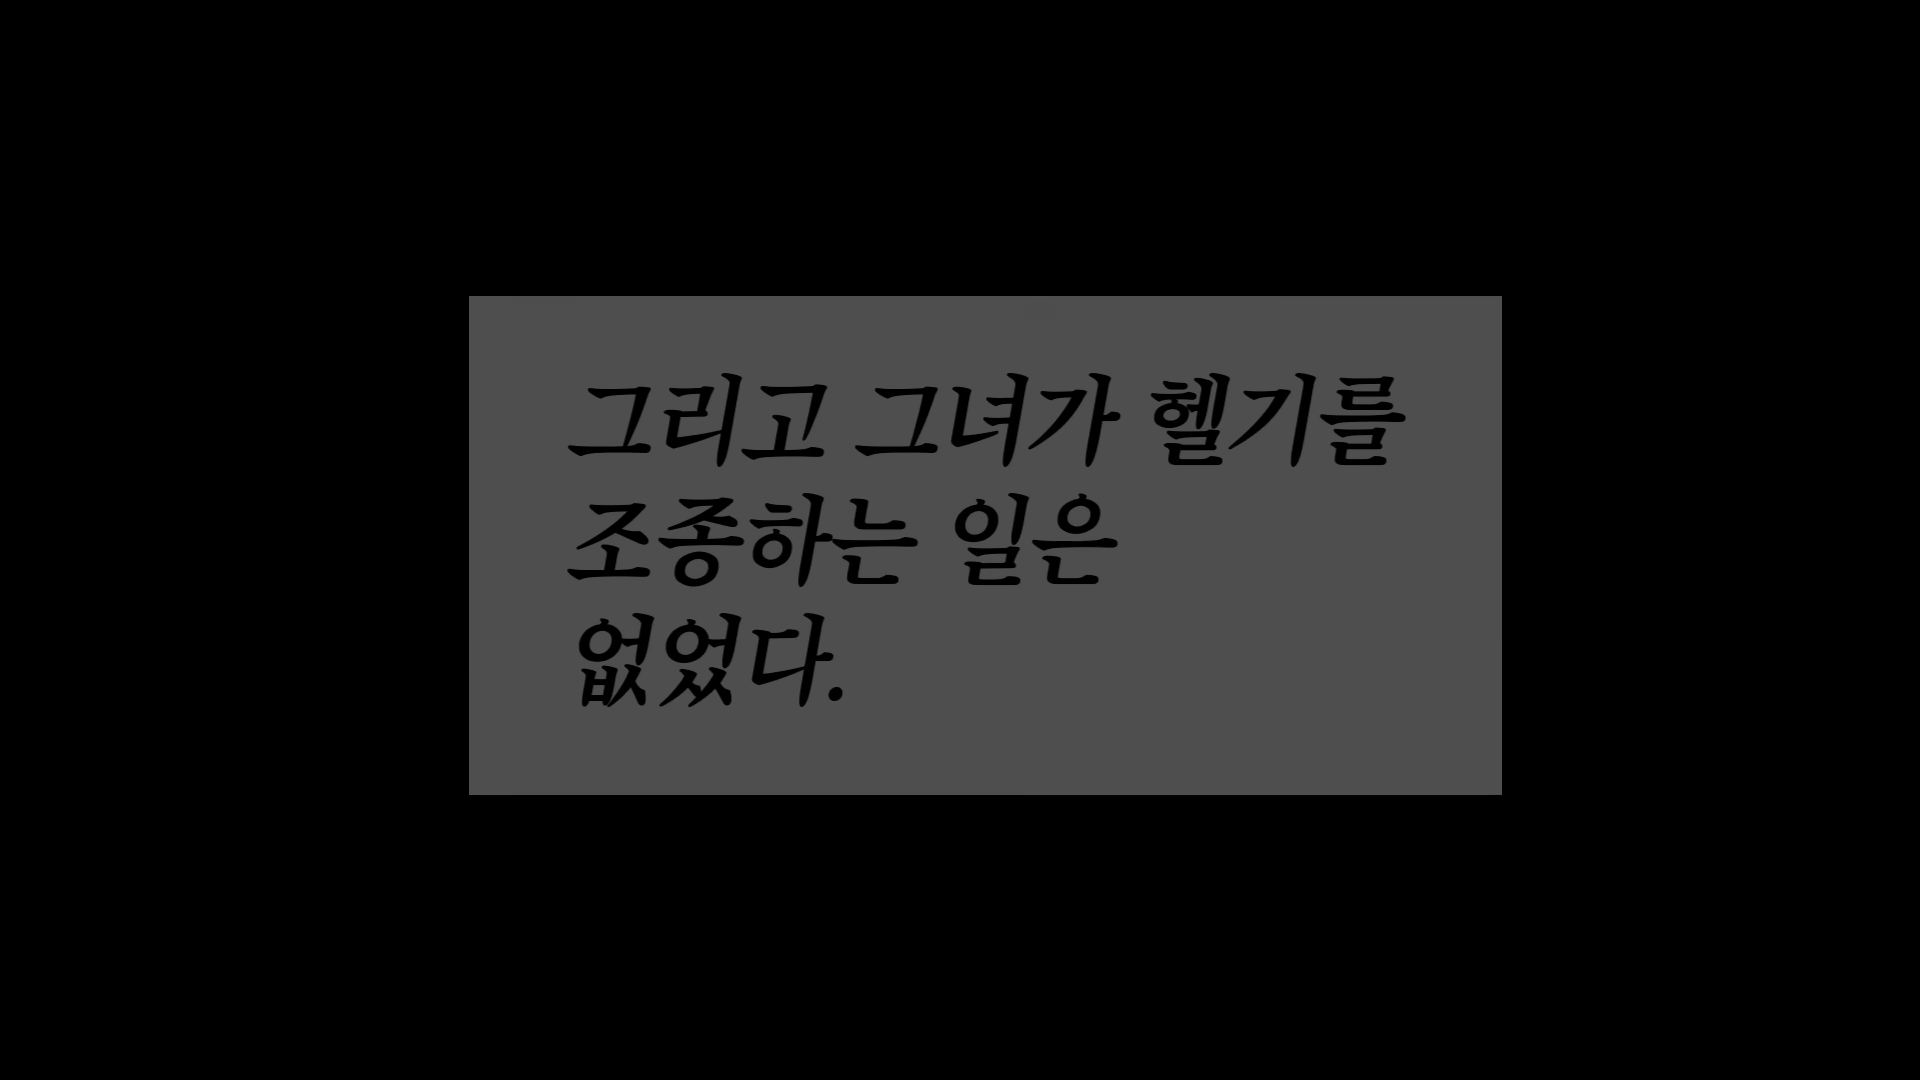 그리고 그녀가 헬기를
조종하는 일은
없었다.